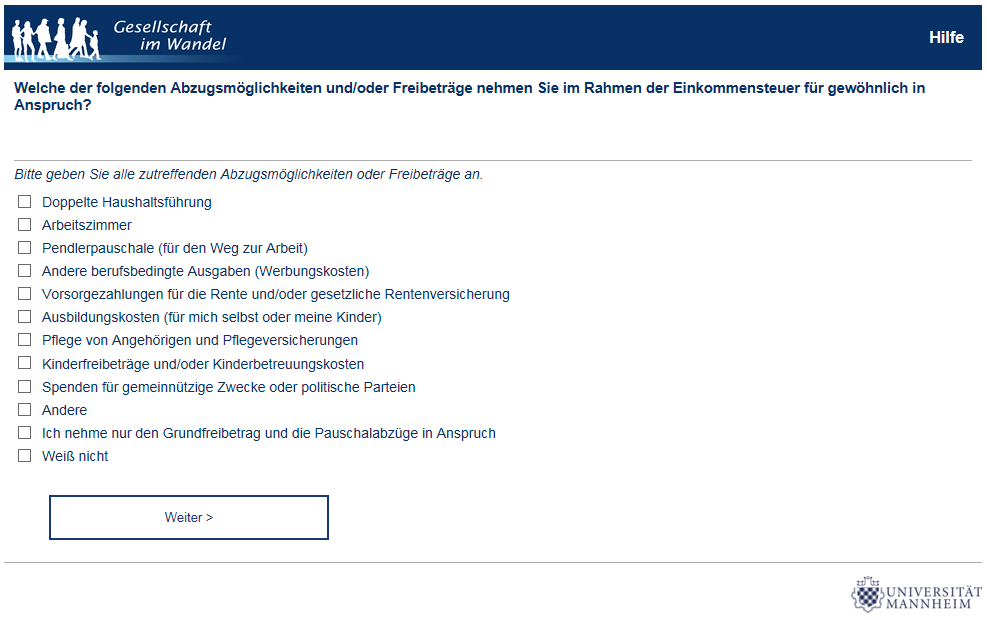 Gesellschaft
im Wandel
Hilfe
Welche der folgenden Abzugsmöglichkeiten und/oder Freibeträge nehmen Sie im Rahmen der Einkommensteuer für gewöhnlich in
Anspruch?
Bitte geben Sie alle zutreffenden Abzugsmöglichkeiten oder Freibeträge an.
Doppelte Haushaltsführung
Arbeitszimmer
Pendlerpauschale (für den Weg zur Arbeit)
Andere berufsbedingte Ausgaben (Werbungskosten)
Vorsorgezahlungen für die Rente und/oder gesetzliche Rentenversicherung
Ausbildungskosten (für mich selbst oder meine Kinder)
Pflege von Angehörigen und Pflegeversicherungen
Kinderfreibeträge und/oder Kinderbetreuungskosten
Spenden für gemeinnützige Zwecke oder politische Parteien
Andere
Ich nehme nur den Grundfreibetrag und die Pauschalabzüge in Anspruch
Weiß nicht
Weiter >
UNIVERSITÄT
MANNHEIM